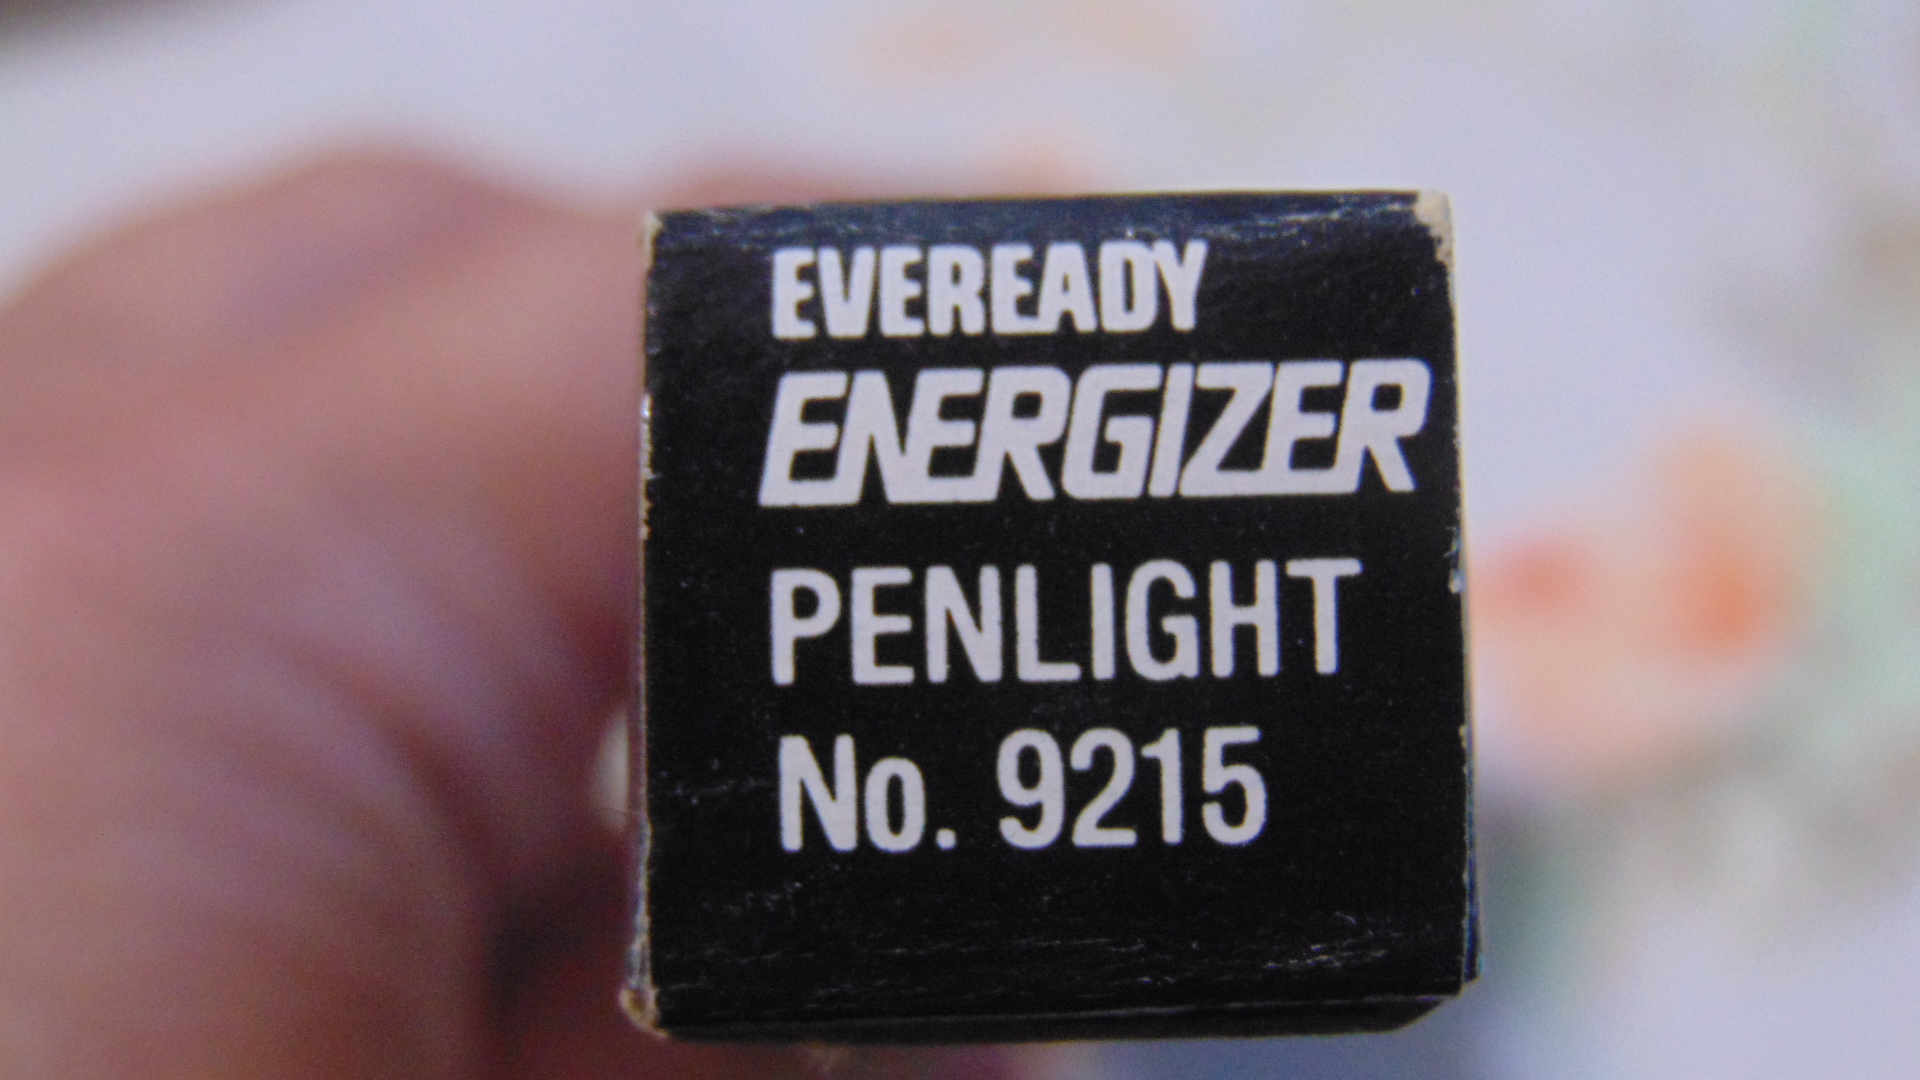 EVEREADY
ENERGIZER
PENLIGHT
No. 9215